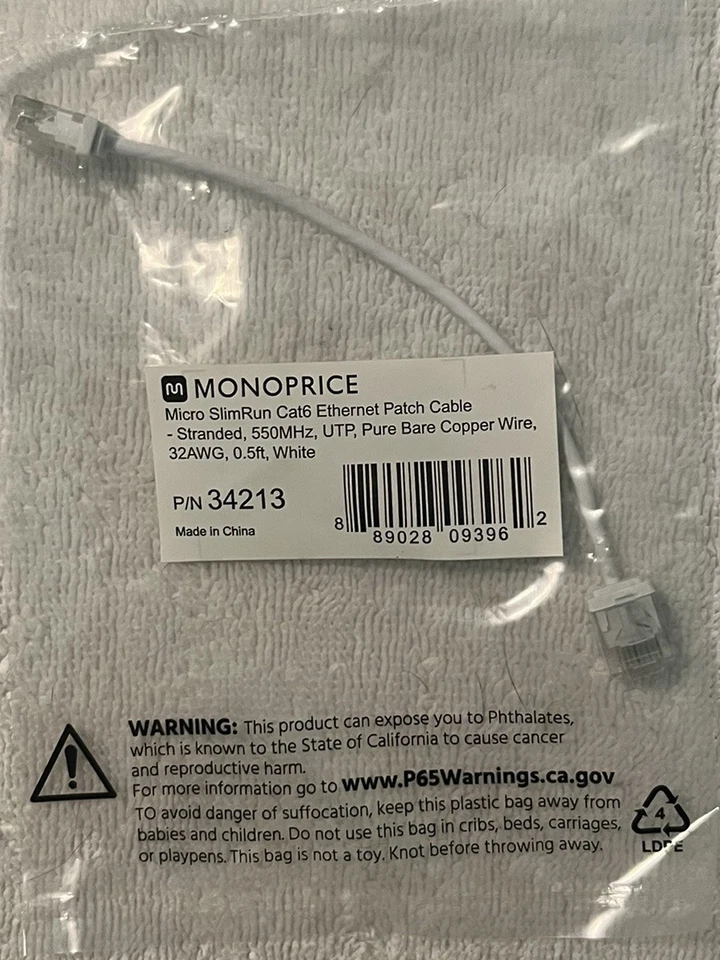 MONOPRICE
Micro SlimRun Cat6 Ethernet Patch Cable
- Stranded, 550MHz, UTP, Pure Bare Copper Wire,
32AWG, 0.5ft, White
P/N 34213
Made in China
8 89028 09396 2
WARNING: This product can expose you to Phthalates,
which is known to the State of California to cause cancer
and reproductive harm.
For more information go to www.P65Warnings.ca.gov
TO avoid danger of suffocation, keep this plastic bag away from
babies and children. Do not use this bag in cribs, beds, carriages,
or playpens. This bag is not a toy. Knot before throwing away.
4
LDPE